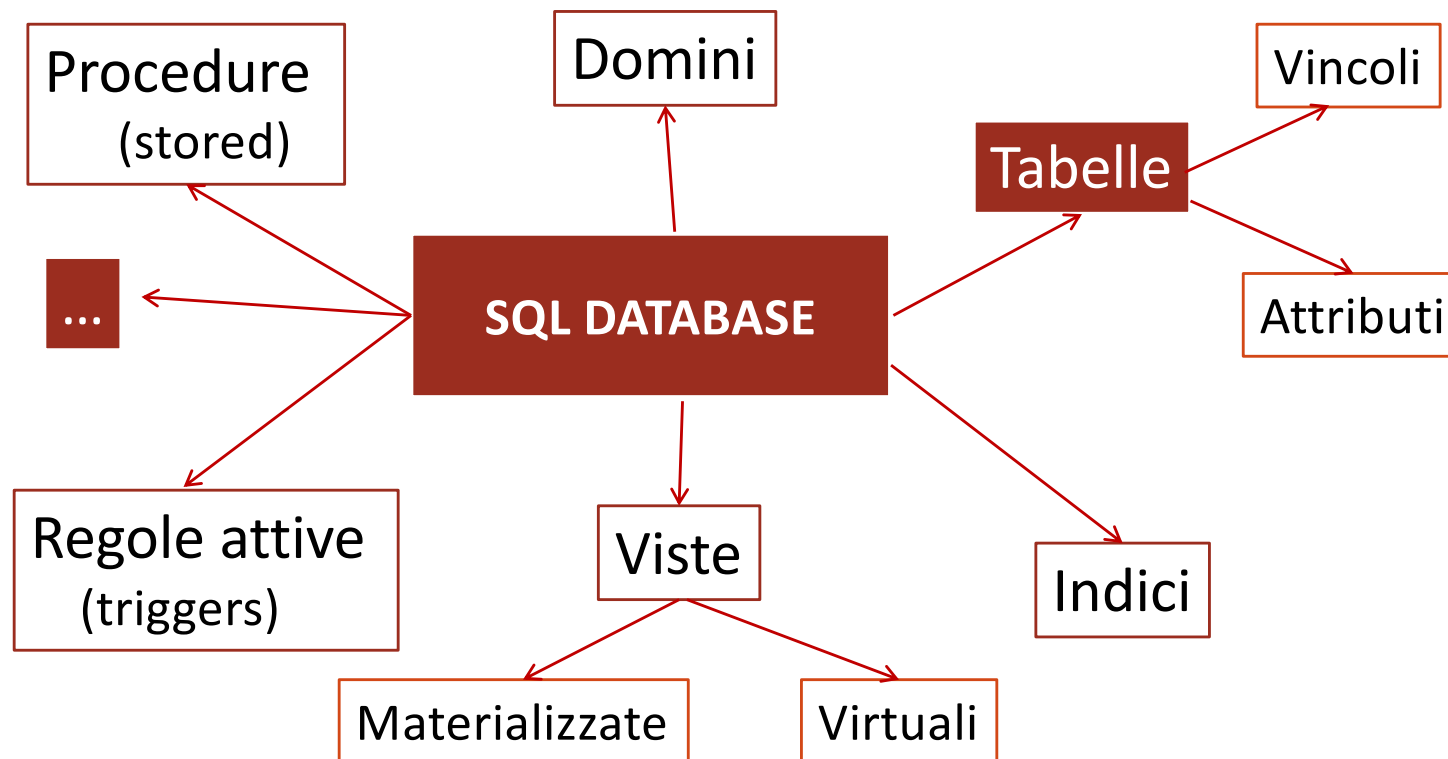 Procedure
(stored)
Domini
Vincoli
Tabelle
...
SQL DATABASE
Attributi
Regole attive
(triggers)
Viste
Indici
Materializzate
Virtuali